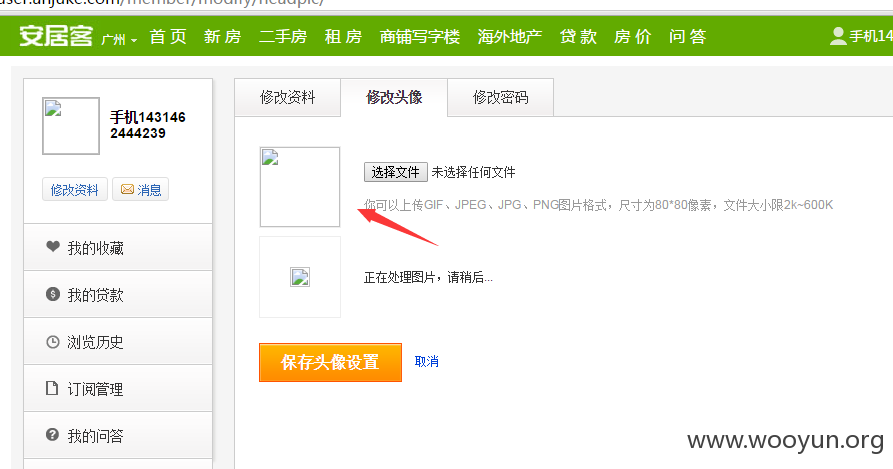 user.anjuke.com/member/modify/headpic/
安居客 广州 首页 新房 二手房 租房 商铺写字楼 海外地产 贷款 房价 问答 手机14
手机143146
2444239
修改资料 消息
我的收藏
我的贷款
浏览历史
订阅管理
我的问答
修改资料 修改头像 修改密码
选择文件 未选择任何文件
你可以上传GIF、JPEG、JPG、PNG图片格式，尺寸为80*80像素，文件大小限2k~600K
正在处理图片，请稍后...
保存头像设置 取消
www.wooyun.org